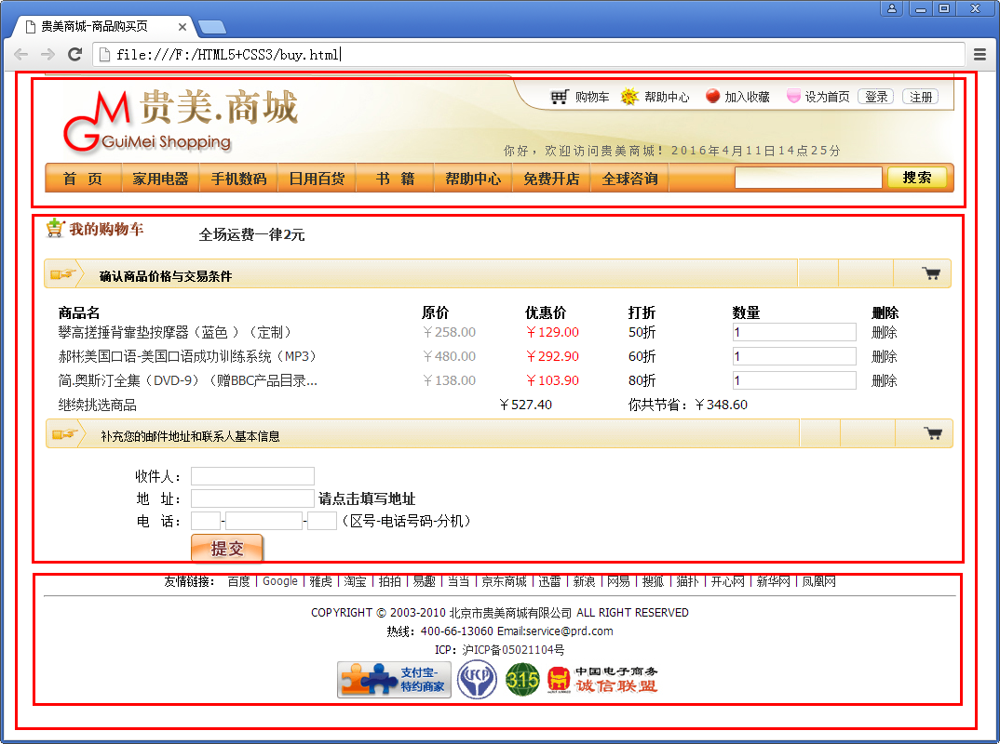 贵美商城-商品购买页
file:///F:/HTML5+CSS3/buy.html
GM 贵美.商城
GuiMei Shopping
购物车 帮助中心 加入收藏 设为首页 登录 注册
你好，欢迎访问贵美商城！2016年4月11日14点25分
首 页 家用电器 手机数码 日用百货 书 籍 帮助中心 免费开店 全球咨询 搜索
我的购物车 全场运费一律2元
确认商品价格与交易条件
商品名 原价 优惠价 打折 数量 删除
攀高搓捶背靠垫按摩器（蓝色 ）（定制） ￥258.00 ￥129.00 50折 1 删除
郝彬美国口语-美国口语成功训练系统（MP3） ￥480.00 ￥292.90 60折 1 删除
简.奥斯汀全集（DVD-9）（赠BBC产品目录... ￥138.00 ￥103.90 80折 1 删除
继续挑选商品 ￥527.40 你共节省：￥348.60
补充您的邮件地址和联系人基本信息
收件人：
地 址： 请点击填写地址
电 话： - - （区号-电话号码-分机）
提交
友情链接： 百度 | Google | 雅虎 | 淘宝 | 拍拍 | 易趣 | 当当 | 京东商城 | 迅雷 | 新浪 | 网易 | 搜狐 | 猫扑 | 开心网 | 新华网 | 凤凰网
COPYRIGHT © 2003-2010 北京市贵美商城有限公司 ALL RIGHT RESERVED
热线：400-66-13060 Email:service@prd.com
ICP：沪ICP备05021104号
支付宝-
特约商家
315
中国电子商务
诚信联盟